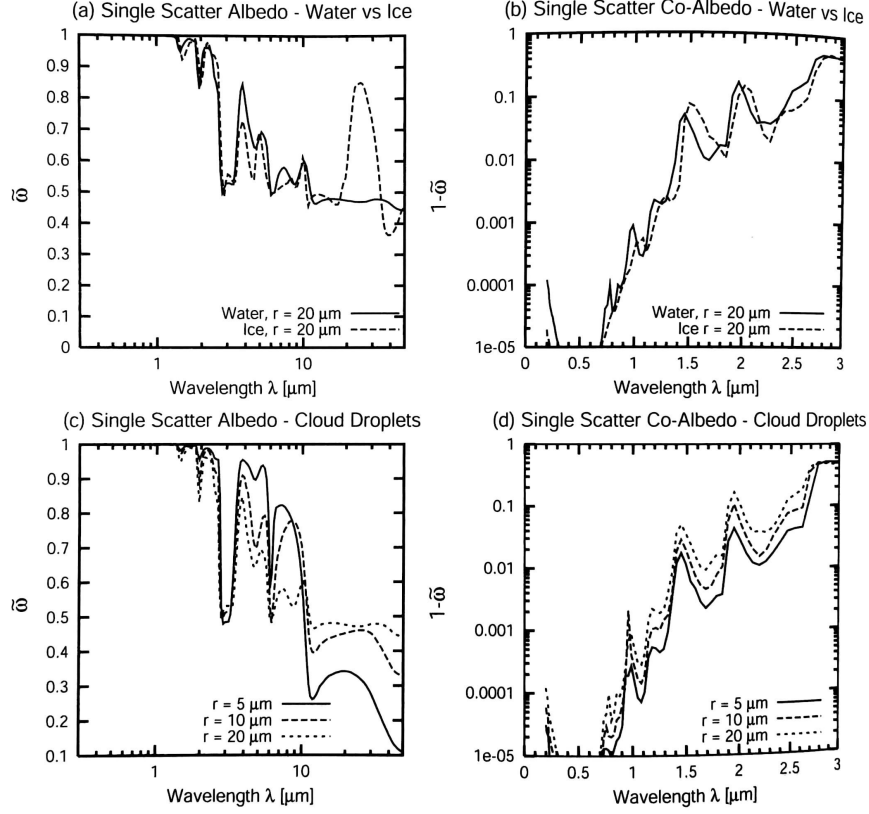 (a) Single Scatter Albedo - Water vs Ice
1
0.9
0.8
0.7
0.6
0.5
0.4
0.3
0.2
0.1
0
ω̃
Water, r = 20 μm
Ice, r = 20 μm
1
10
Wavelength λ [μm]
(b) Single Scatter Co-Albedo - Water vs Ice
1
0.1
0.01
0.001
0.0001
1e-05
1-ω̃
Water, r = 20 μm
Ice r = 20 μm
0
0.5
1
1.5
2
2.5
3
Wavelength λ [μm]
(c) Single Scatter Albedo - Cloud Droplets
1
0.9
0.8
0.7
0.6
0.5
0.4
0.3
0.2
0.1
ω̃
r = 5 μm
r = 10 μm
r = 20 μm
1
10
Wavelength λ [μm]
(d) Single Scatter Co-Albedo - Cloud Droplets
1
0.1
0.01
0.001
0.0001
1e-05
1-ω̃
r = 5 μm
r = 10 μm
r = 20 μm
0
0.5
1
1.5
2
2.5
3
Wavelength λ [μm]